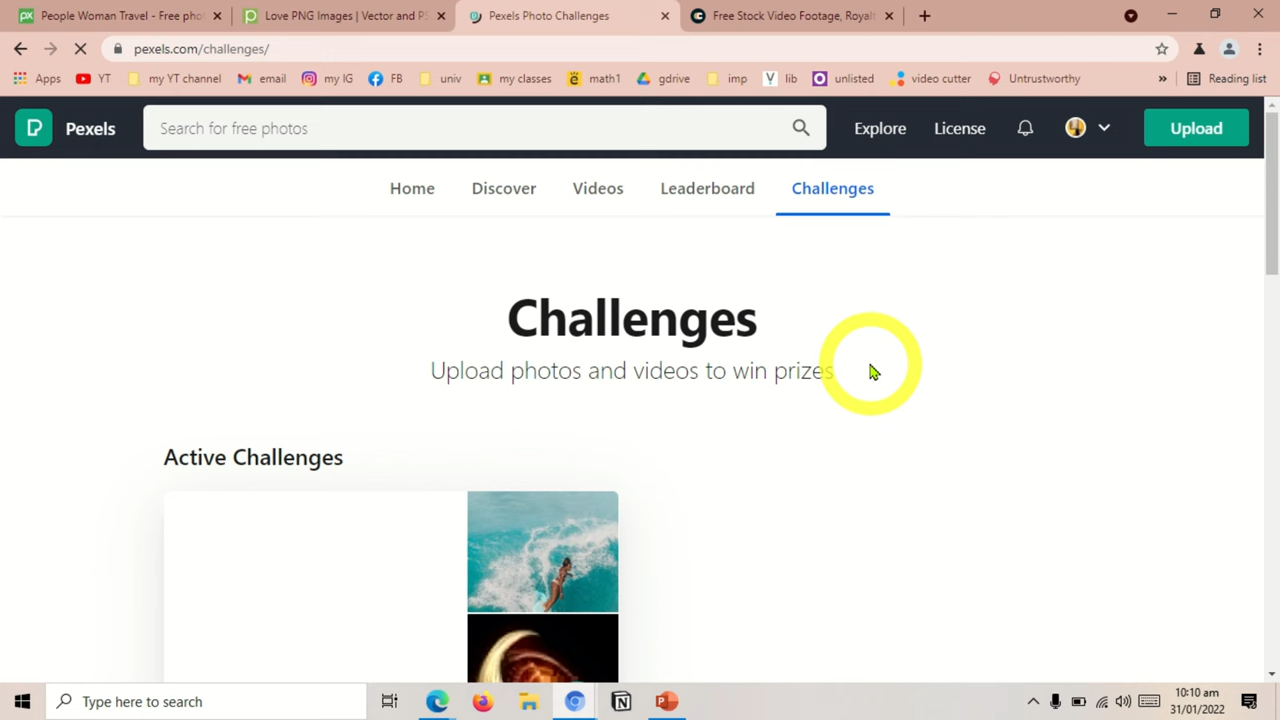 People Woman Travel - Free pho
Love PNG Images | Vector and PS
Pexels Photo Challenges
Free Stock Video Footage, Royalt
pexels.com/challenges/
Apps YT my YT channel email my IG FB univ my classes math1 gdrive imp lib unlisted video cutter Untrustworthy » Reading list
Pexels
Search for free photos
Explore License
Upload
Home Discover Videos Leaderboard Challenges
Challenges
Upload photos and videos to win prizes
Active Challenges
Type here to search
10:10 am
31/01/2022